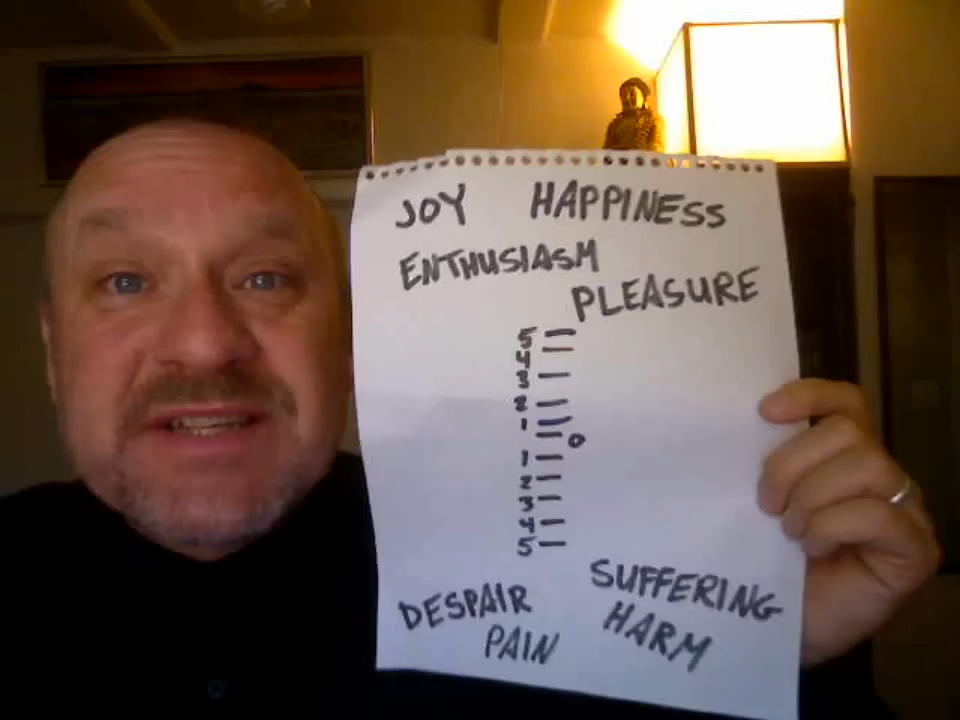 JOY HAPPINESS
ENTHUSIASM
PLEASURE
5
4
3
2
1
0
1
2
3
4
5
DESPAIR SUFFERING
PAIN HARM